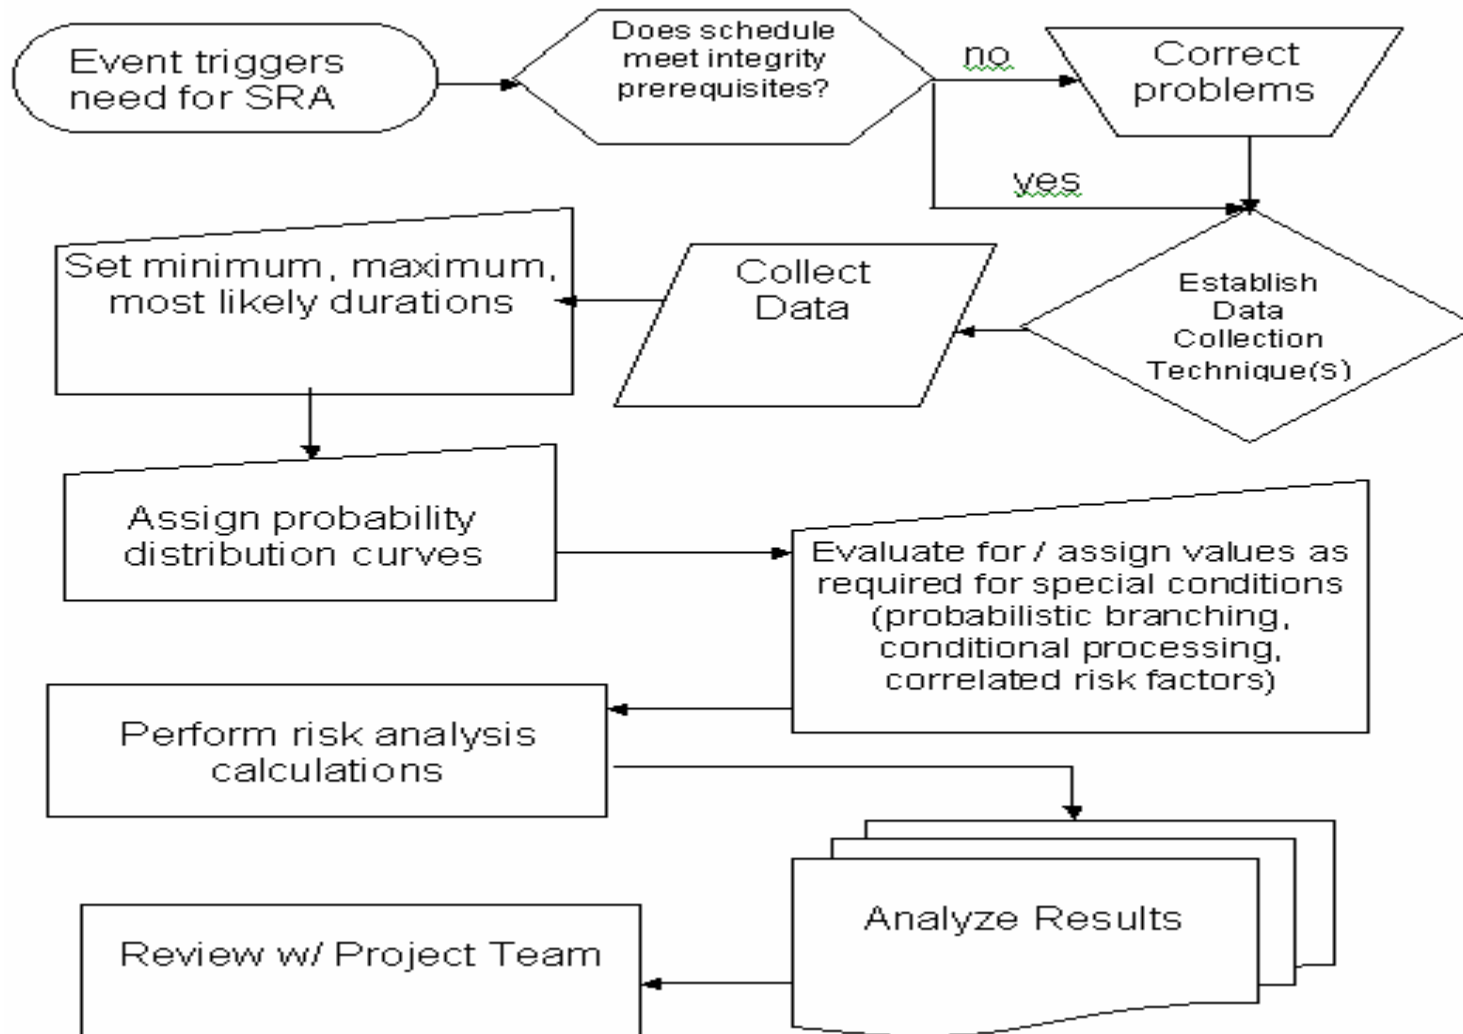 Event triggers
need for SRA
Does schedule
meet integrity
prerequisites?
no
Correct
problems
yes
Establish
Data
Collection
Technique(s)
Collect
Data
Set minimum, maximum,
most likely durations
Assign probability
distribution curves
Evaluate for / assign values as
required for special conditions
(probabilistic branching,
conditional processing,
correlated risk factors)
Perform risk analysis
calculations
Analyze Results
Review w/ Project Team